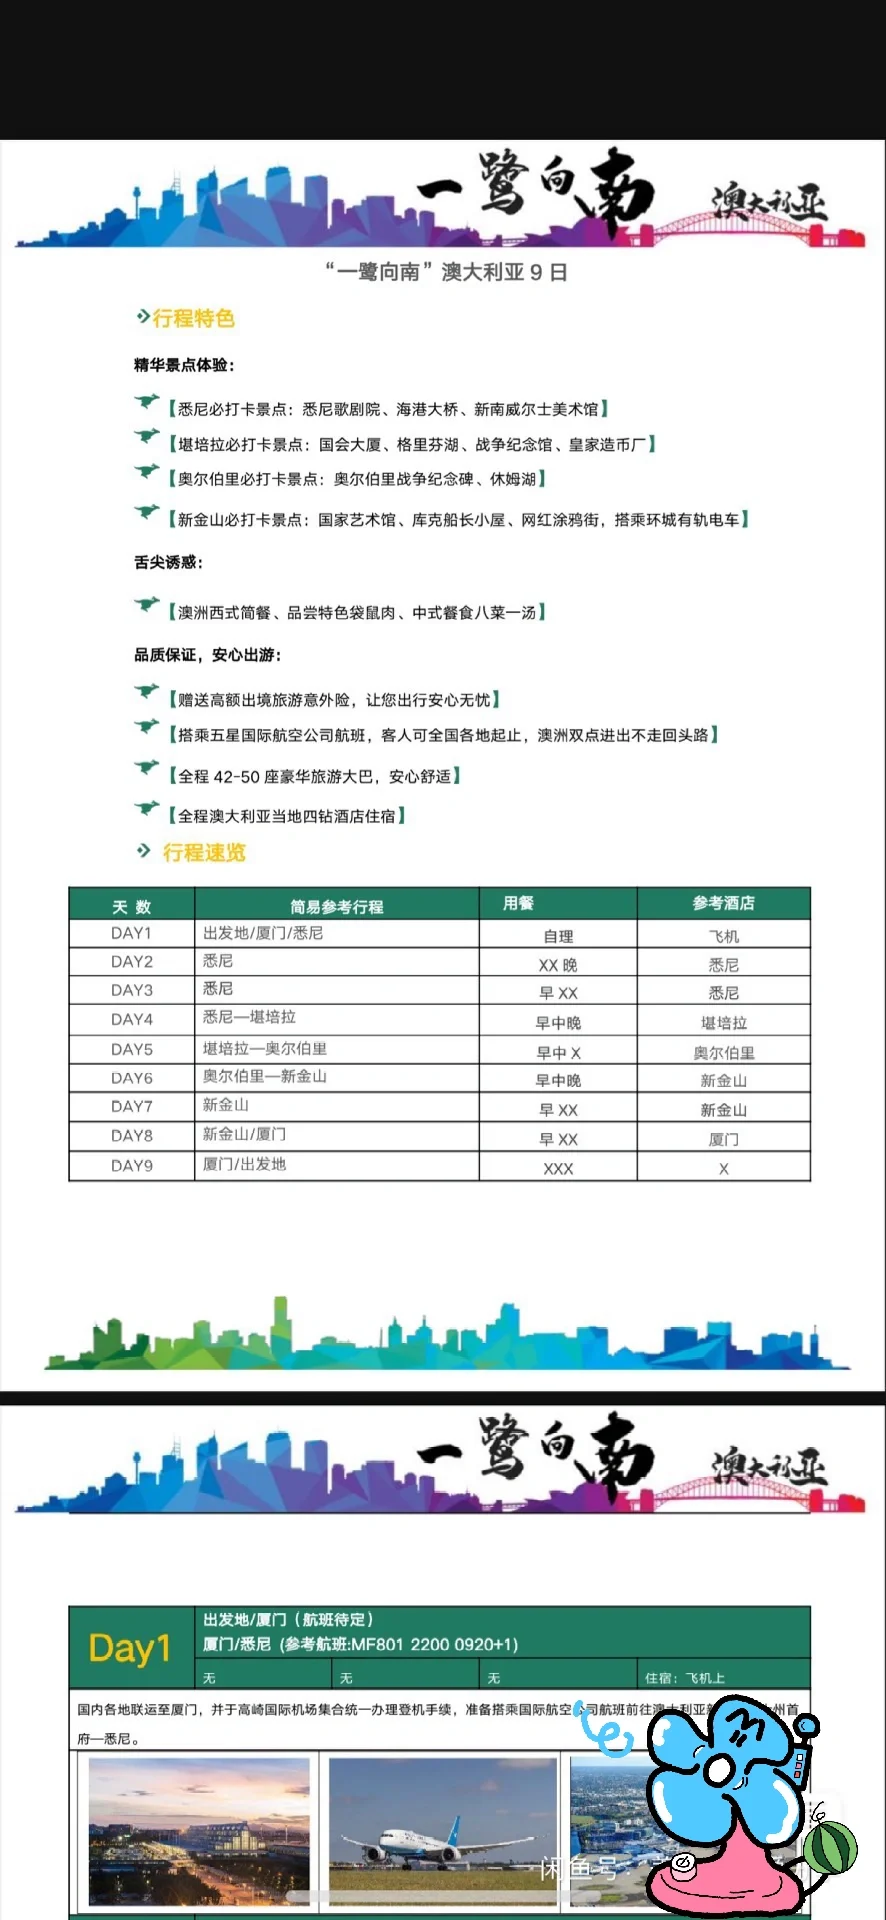 一鹭向南 澳大利亚
“一鹭向南”澳大利亚 9 日
行程特色
精华景点体验：
【悉尼必打卡景点：悉尼歌剧院、海港大桥、新南威尔士美术馆】
【堪培拉必打卡景点：国会大厦、格里芬湖、战争纪念馆、皇家造币厂】
【奥尔伯里必打卡景点：奥尔伯里战争纪念碑、休姆湖】
【新金山必打卡景点：国家艺术馆、库克船长小屋、网红涂鸦街，搭乘环城有轨电车】
舌尖诱惑：
【澳洲西式简餐、品尝特色袋鼠肉、中式餐食八菜一汤】
品质保证，安心出游：
【赠送高额出境旅游意外险，让您出行安心无忧】
【搭乘五星国际航空公司航班，客人可全国各地起止，澳洲双点进出不走回头路】
【全程 42-50 座豪华旅游大巴，安心舒适】
【全程澳大利亚当地四钻酒店住宿】
行程速览
天 数 简易参考行程 用餐 参考酒店
DAY1 出发地/厦门/悉尼 自理 飞机
DAY2 悉尼 XX 晚 悉尼
DAY3 悉尼 早 XX 悉尼
DAY4 悉尼—堪培拉 早中晚 堪培拉
DAY5 堪培拉—奥尔伯里 早中 X 奥尔伯里
DAY6 奥尔伯里—新金山 早中晚 新金山
DAY7 新金山 早 XX 新金山
DAY8 新金山/厦门 早 XX 厦门
DAY9 厦门/出发地 XXX X
一鹭向南 澳大利亚
Day1
出发地/厦门（航班待定）
厦门/悉尼 (参考航班:MF801 2200 0920+1)
无 无 无 住宿：飞机上
国内各地联运至厦门，并于高崎国际机场集合统一办理登机手续，准备搭乘国际航空公司航班前往澳大利亚新 州首
府—悉尼。
闲鱼号：